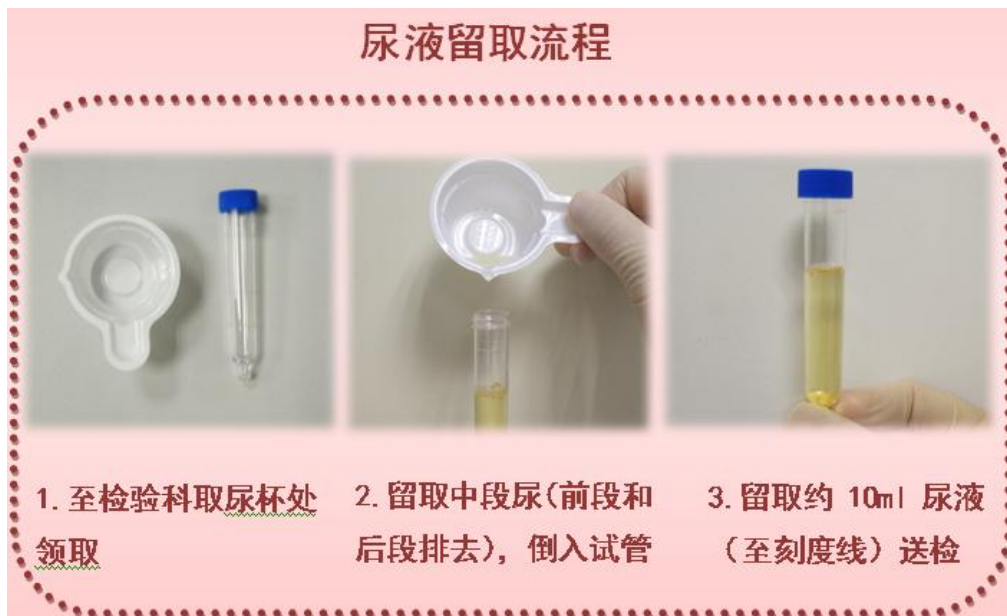 尿液留取流程
1.至检验科取尿杯处
领取
2.留取中段尿(前段和
后段排去)，倒入试管
3.留取约 10ml 尿液
（至刻度线）送检